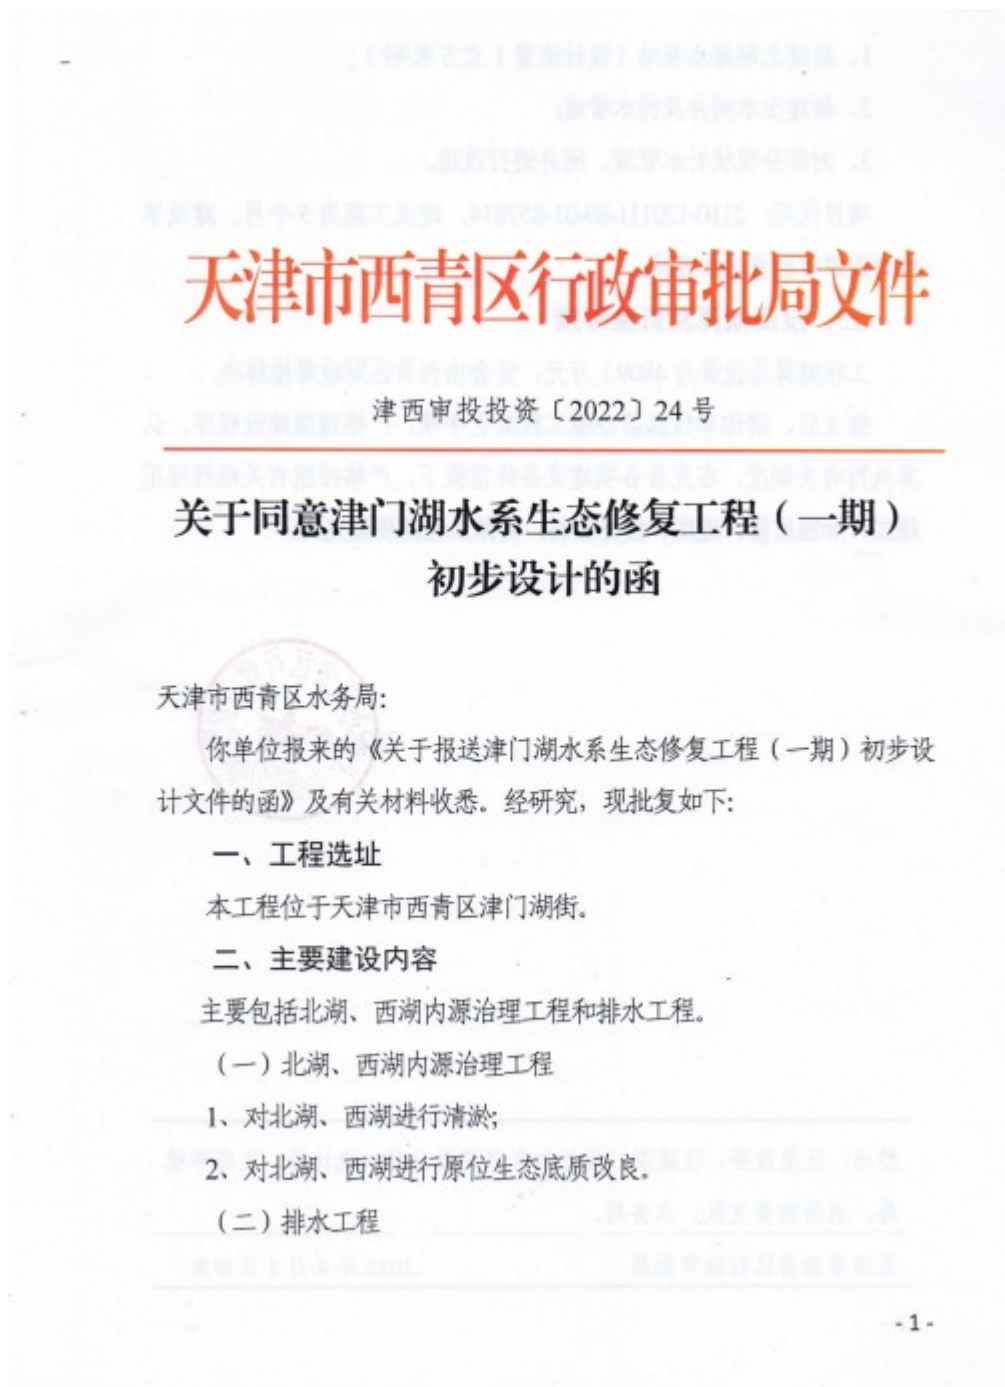 天津市西青区行政审批局文件
津西审投投资〔2022〕24号
关于同意津门湖水系生态修复工程（一期）
初步设计的函
天津市西青区水务局:
你单位报来的《关于报送津门湖水系生态修复工程（一期）初步设
计文件的函》及有关材料收悉。经研究，现批复如下:
一、工程选址
本工程位于天津市西青区津门湖街。
二、主要建设内容
主要包括北湖、西湖内源治理工程和排水工程。
（一）北湖、西湖内源治理工程
1、对北湖、西湖进行清淤;
2、对北湖、西湖进行原位生态底质改良.
（二）排水工程
- 1 -